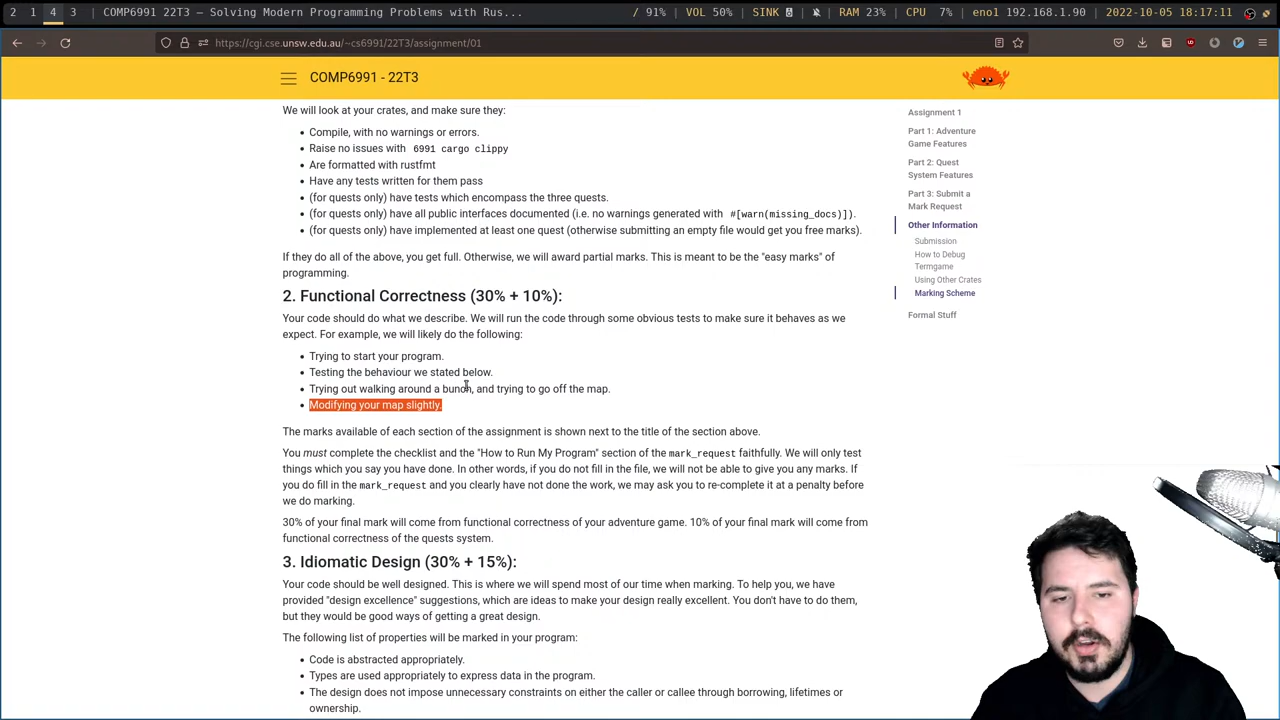 2 1 4 3 COMP6991 22T3 — Solving Modern Programming Problems with Rus... / 91% VOL 50% SINK RAM 23% CPU 7% eno1 192.168.1.90 2022-10-05 18:17:11
https://cgi.cse.unsw.edu.au/~cs6991/22T3/assignment/01
COMP6991 - 22T3
We will look at your crates, and make sure they:
• Compile, with no warnings or errors.
• Raise no issues with 6991 cargo clippy
• Are formatted with rustfmt
• Have any tests written for them pass
• (for quests only) have tests which encompass the three quests.
• (for quests only) have all public interfaces documented (i.e. no warnings generated with #[warn(missing_docs)]).
• (for quests only) have implemented at least one quest (otherwise submitting an empty file would get you free marks).
If they do all of the above, you get full. Otherwise, we will award partial marks. This is meant to be the "easy marks" of
programming.
2. Functional Correctness (30% + 10%):
Your code should do what we describe. We will run the code through some obvious tests to make sure it behaves as we
expect. For example, we will likely do the following:
• Trying to start your program.
• Testing the behaviour we stated below.
• Trying out walking around a bunch, and trying to go off the map.
• Modifying your map slightly.
The marks available of each section of the assignment is shown next to the title of the section above.
You must complete the checklist and the "How to Run My Program" section of the mark_request faithfully. We will only test
things which you say you have done. In other words, if you do not fill in the file, we will not be able to give you any marks. If
you do fill in the mark_request and you clearly have not done the work, we may ask you to re-complete it at a penalty before
we do marking.
30% of your final mark will come from functional correctness of your adventure game. 10% of your final mark will come from
functional correctness of the quests system.
3. Idiomatic Design (30% + 15%):
Your code should be well designed. This is where we will spend most of our time when marking. To help you, we have
provided "design excellence" suggestions, which are ideas to make your design really excellent. You don't have to do them,
but they would be good ways of getting a great design.
The following list of properties will be marked in your program:
• Code is abstracted appropriately.
• Types are used appropriately to express data in the program.
• The design does not impose unnecessary constraints on either the caller or callee through borrowing, lifetimes or
ownership.
Assignment 1
Part 1: Adventure
Game Features
Part 2: Quest
System Features
Part 3: Submit a
Mark Request
Other Information
Submission
How to Debug
Termgame
Using Other Crates
Marking Scheme
Formal Stuff